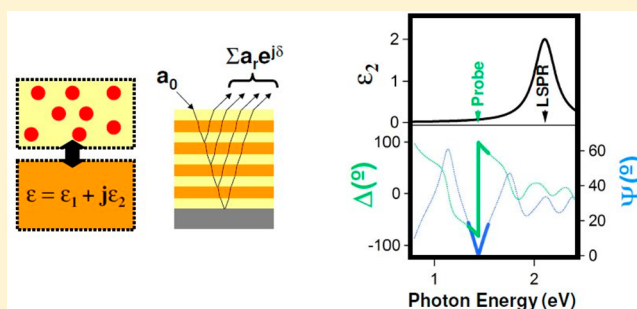 Σaᵣe^jδ
a₀
ε = ε₁ + jε₂
ε₂
2
1
0
Probe
LSPR
Δ(º)
100
0
-100
60
40
20
0
Ψ(º)
1
2
Photon Energy (eV)